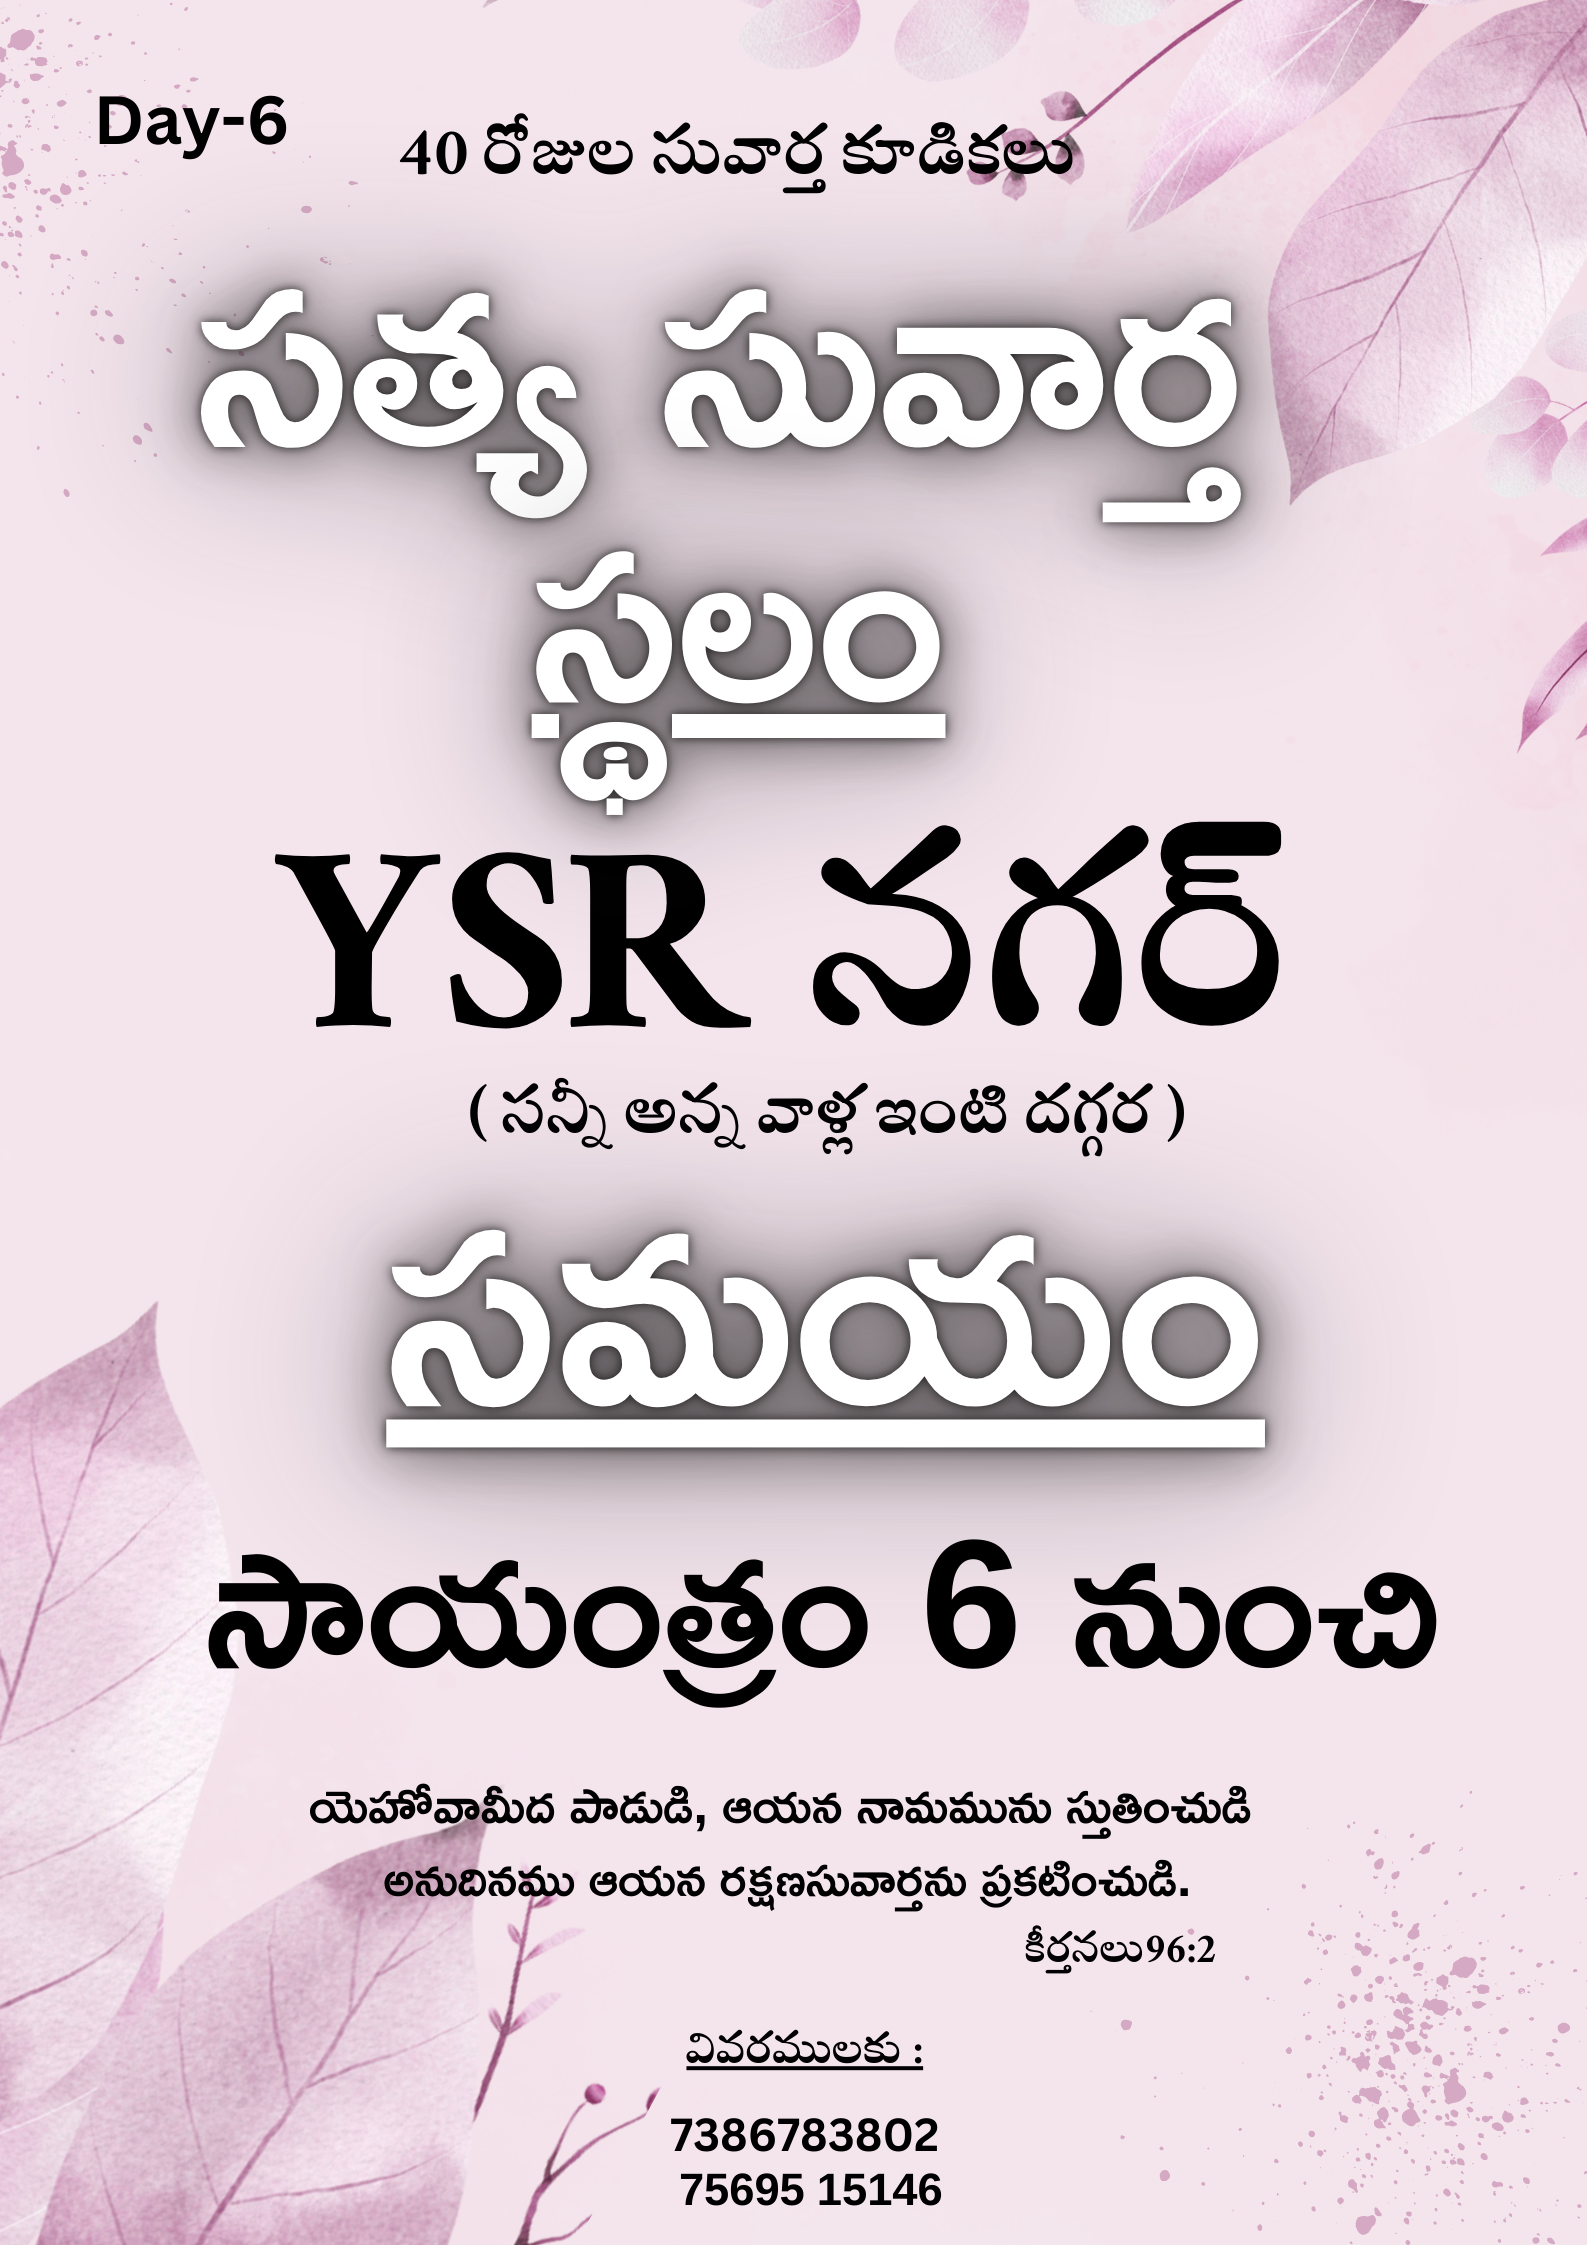 Day-6
40 రోజుల సువార్త కూడికలు
సత్య సువార్త
స్థలం
YSR నగర్
( సన్నీ అన్న వాళ్ల ఇంటి దగ్గర )
సమయం
సాయంత్రం 6 నుంచి
యెహోవామీద పాడుడి, ఆయన నామమును స్తుతించుడి
అనుదినము ఆయన రక్షణసువార్తను ప్రకటించుడి.
కీర్తనలు96:2
వివరములకు :
7386783802
75695 15146